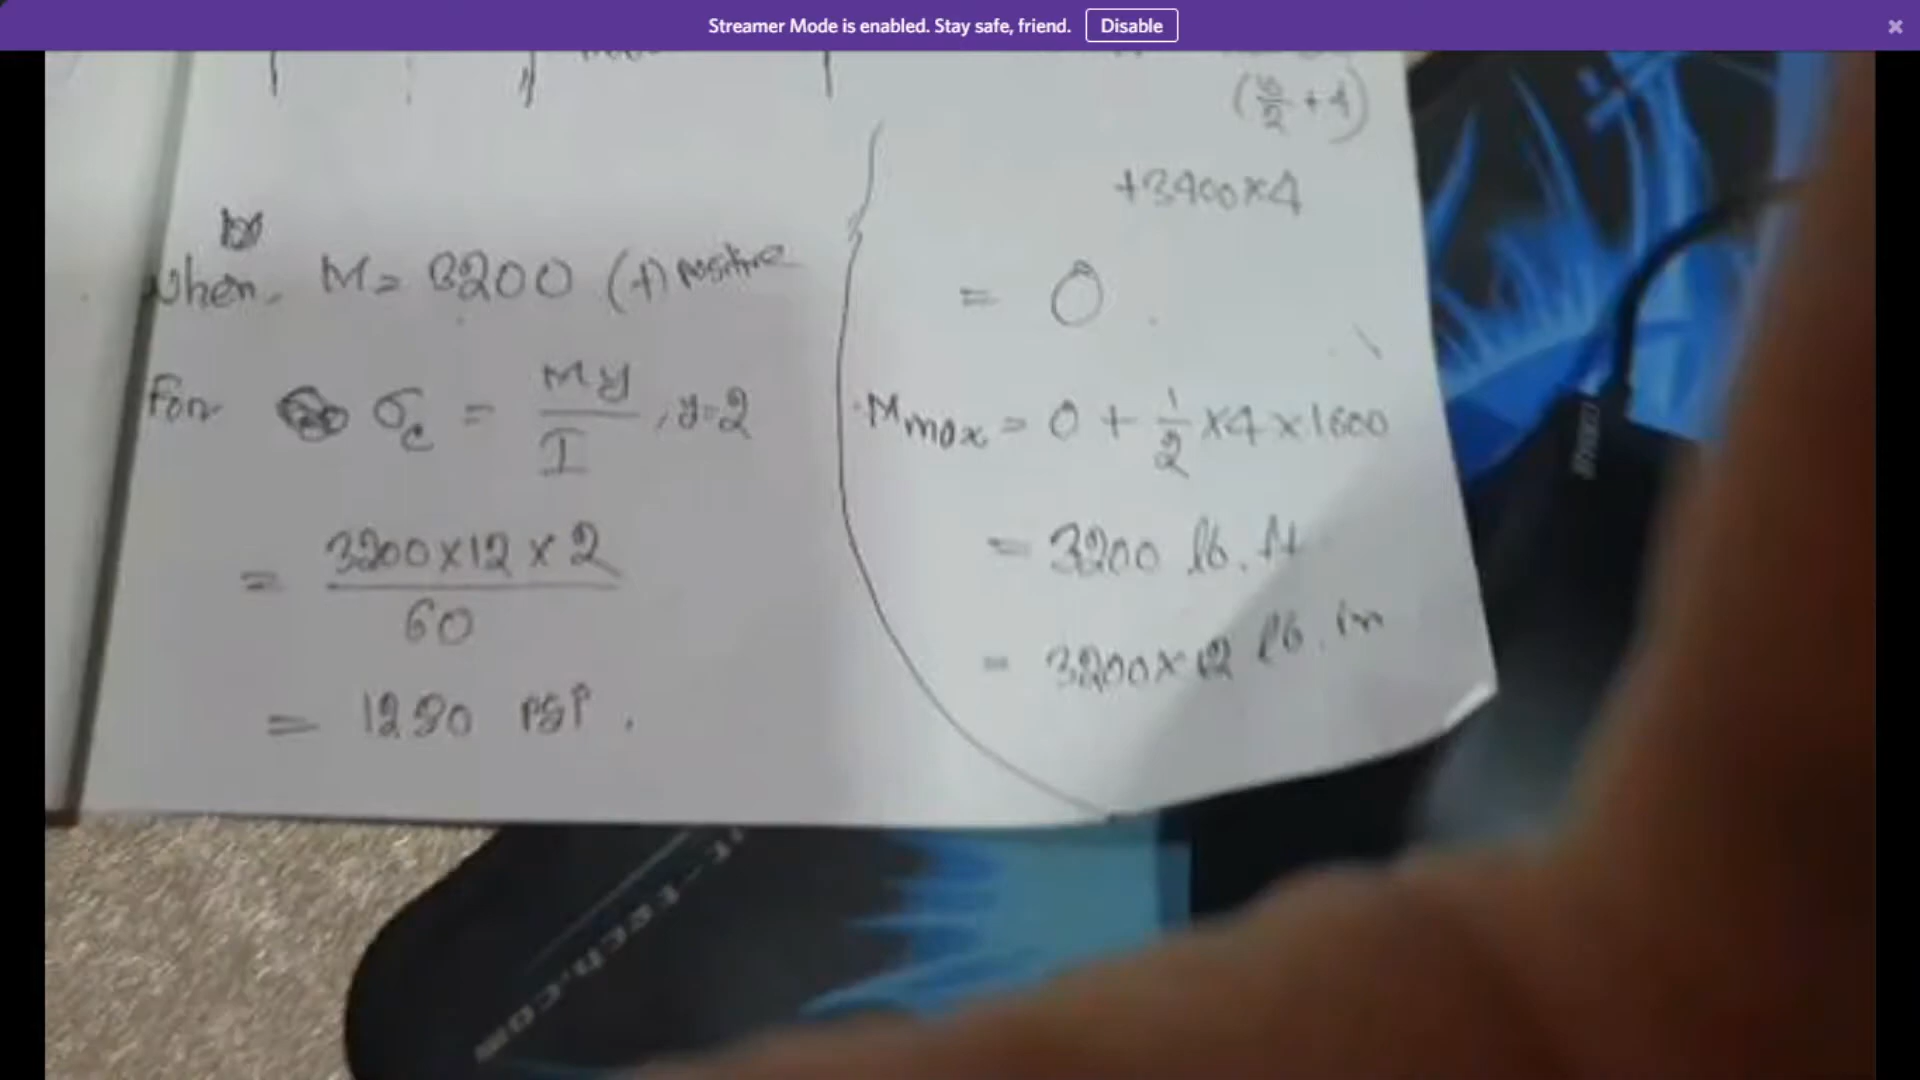 Streamer Mode is enabled. Stay safe, friend. Disable
When, M = 3200 (+) positive
For σc = My/I , y=2
= 3200×12×2/60
= 1280 psi.
+3400×4
= 0
Mmax = 0 + 1/2 ×4×1600
= 3200 lb.ft
= 3200×12 lb.in